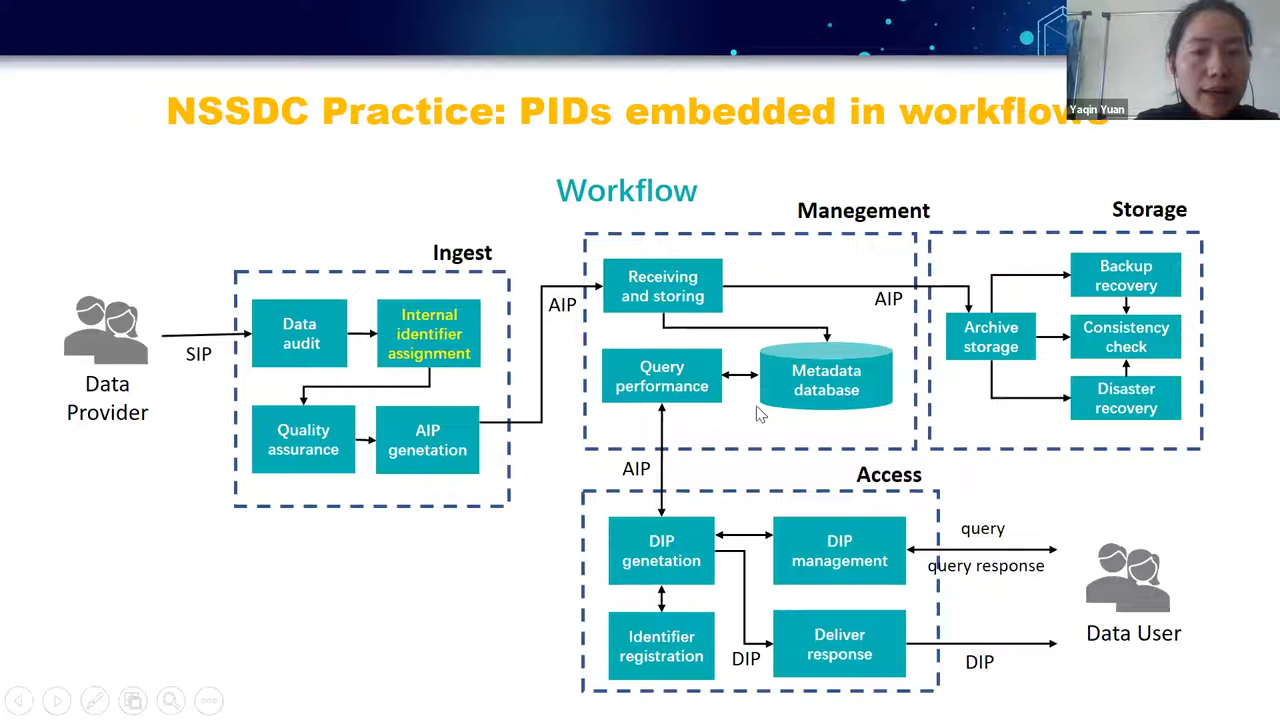 Yaqin Yuan
NSSDC Practice: PIDs embedded in workflows
Workflow
Ingest
Data
Provider
SIP
Data
audit
Internal
identifier
assignment
Quality
assurance
AIP
genetation
AIP
Manegement
Receiving
and storing
Query
performance
Metadata
database
AIP
Storage
Archive
storage
Backup
recovery
Consistency
check
Disaster
recovery
AIP
Access
DIP
genetation
DIP
management
Identifier
registration
Deliver
response
DIP
query
query response
DIP
Data User